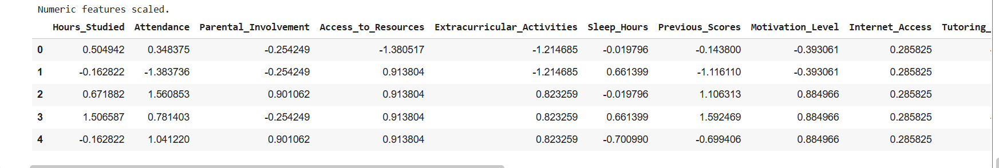 Numeric features scaled.
Hours_Studied Attendance Parental_Involvement Access_to_Resources Extracurricular_Activities Sleep_Hours Previous_Scores Motivation_Level Internet_Access Tutoring_
0 0.504942 0.348375 -0.254249 -1.380517 -1.214685 -0.019796 -0.143800 -0.393061 0.285825
1 -0.162822 -1.383736 -0.254249 0.913804 -1.214685 0.661399 -1.116110 -0.393061 0.285825
2 0.671882 1.560853 0.901062 0.913804 0.823259 -0.019796 1.106313 0.884966 0.285825
3 1.506587 0.781403 -0.254249 0.913804 0.823259 0.661399 1.592469 0.884966 0.285825
4 -0.162822 1.041220 0.901062 0.913804 0.823259 -0.700990 -0.699406 0.884966 0.285825